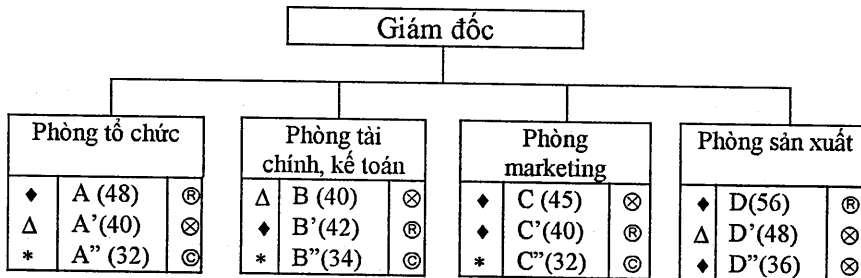 Giám đốc
Phòng tổ chức
♦ A (48) ®
Δ A’(40) ⊗
* A” (32) ©
Phòng tài
chính, kế toán
Δ B (40) ⊗
♦ B’(42) ®
* B”(34) ©
Phòng
marketing
♦ C (45) ⊗
♦ C’(40) ®
* C”(32) ©
Phòng sản xuất
♦ D(56) ®
Δ D’(48) ⊗
♦ D”(36) ⊗